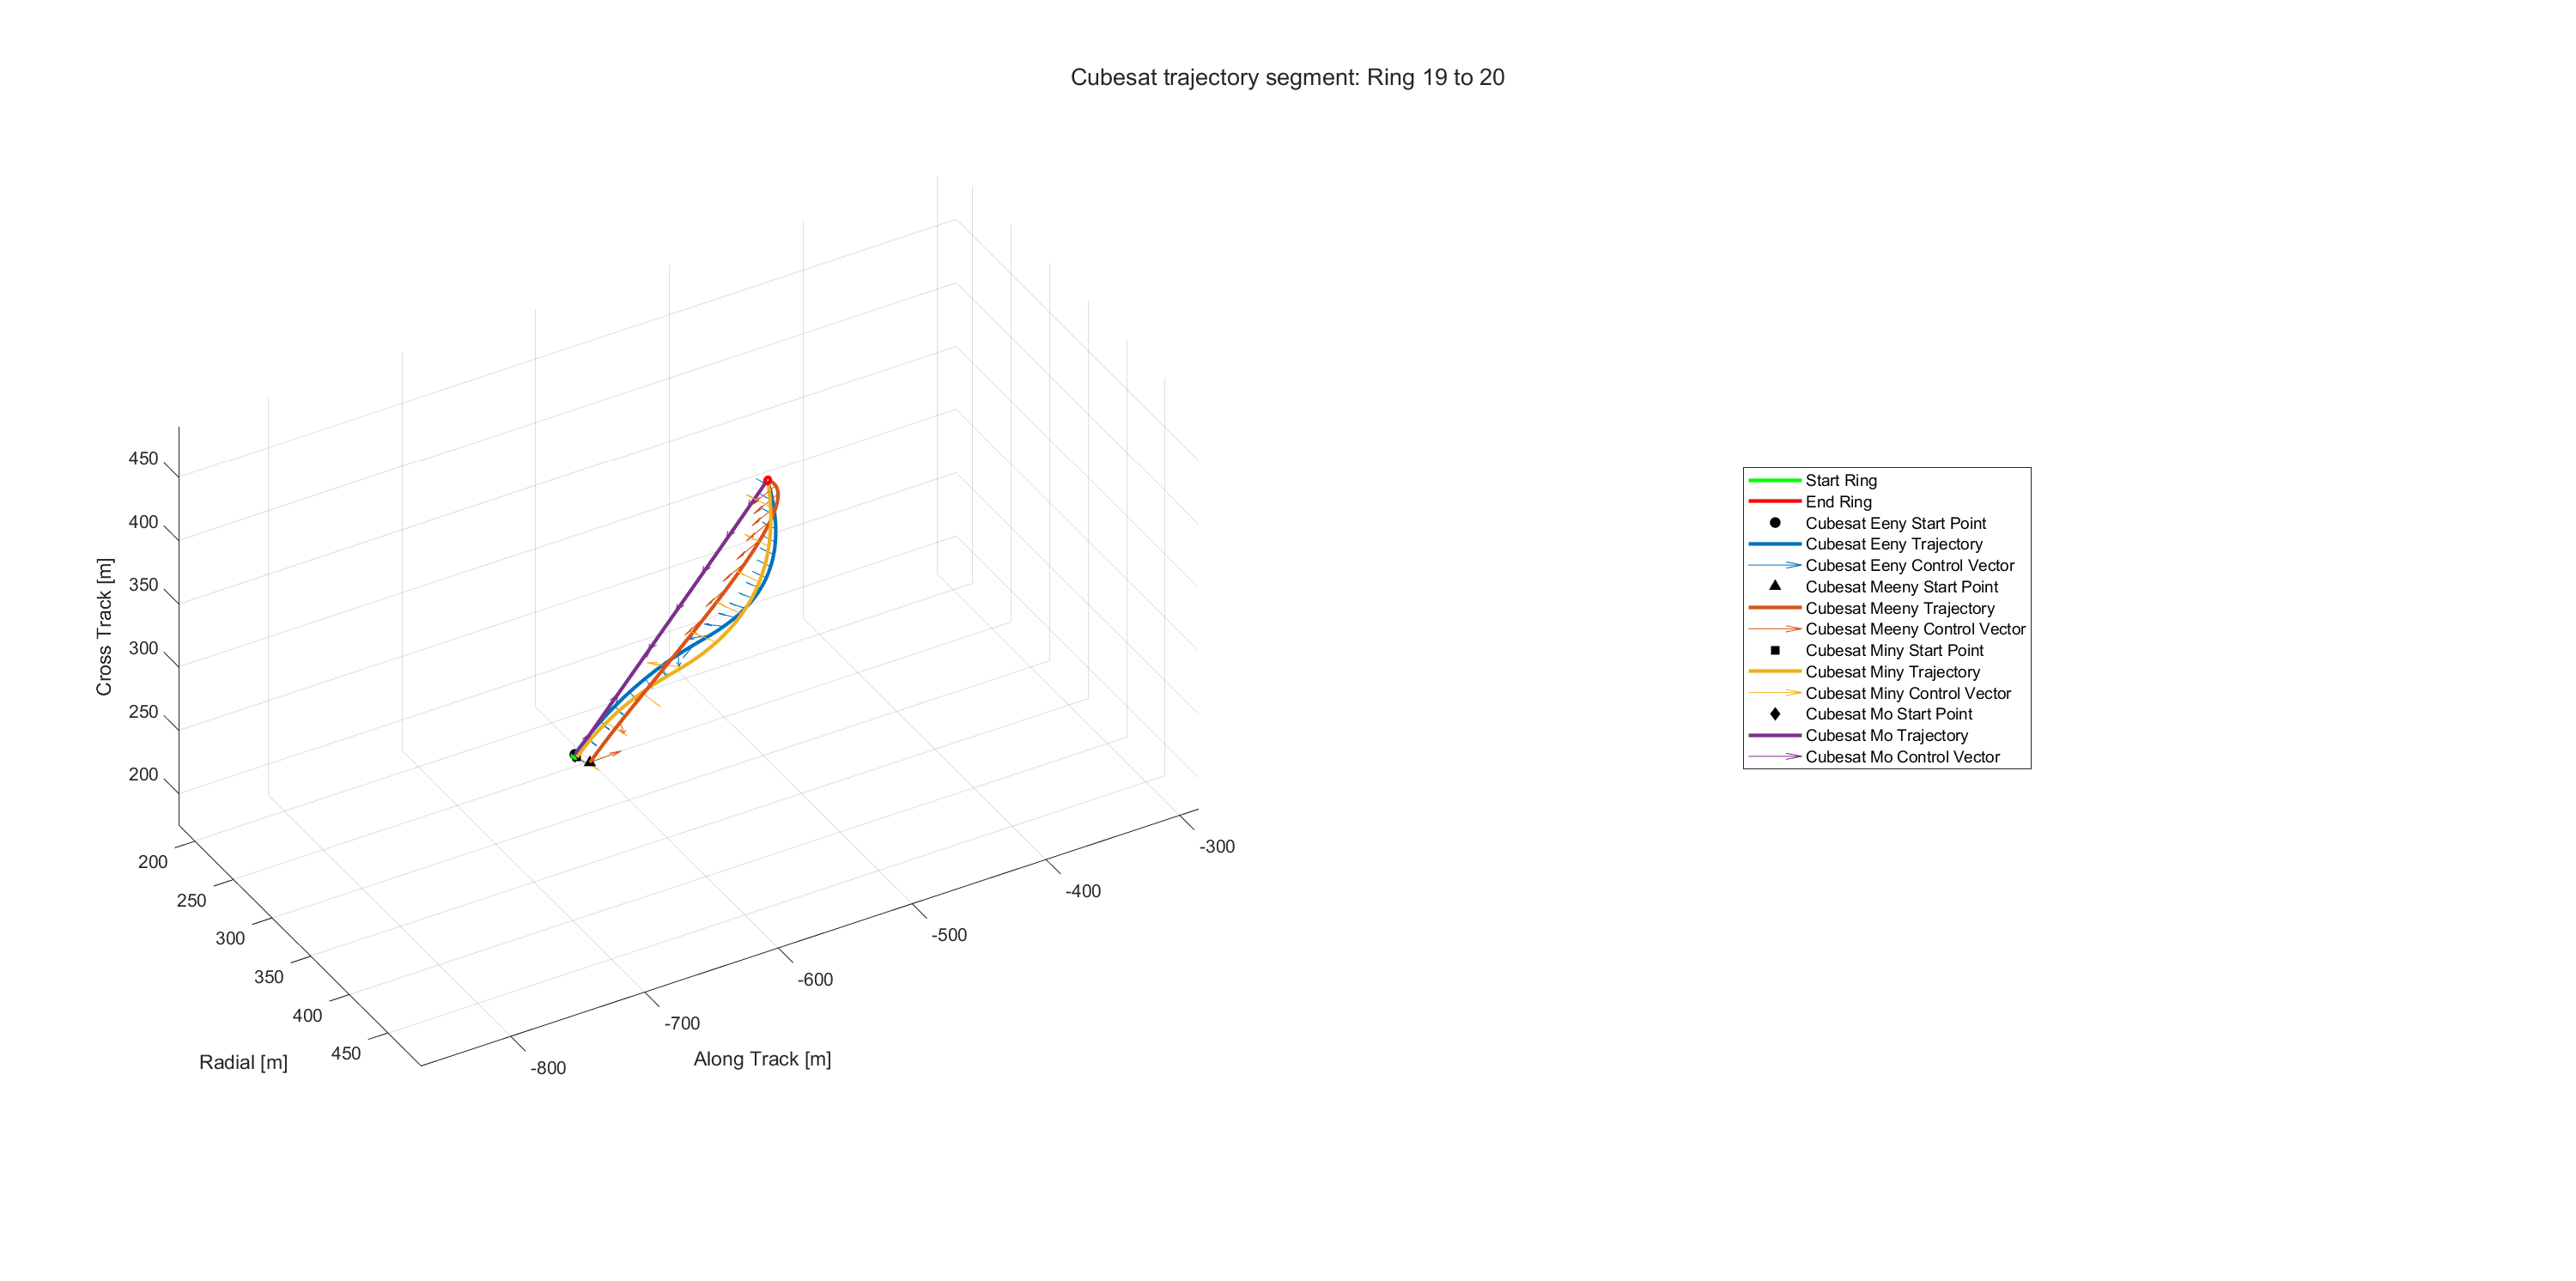 Cubesat trajectory segment: Ring 19 to 20
Cross Track [m]
450
400
350
300
250
200
200
250
300
350
400
450
Radial [m]
-800
-700
-600
-500
-400
-300
Along Track [m]
Start Ring
End Ring
Cubesat Eeny Start Point
Cubesat Eeny Trajectory
Cubesat Eeny Control Vector
Cubesat Meeny Start Point
Cubesat Meeny Trajectory
Cubesat Meeny Control Vector
Cubesat Miny Start Point
Cubesat Miny Trajectory
Cubesat Miny Control Vector
Cubesat Mo Start Point
Cubesat Mo Trajectory
Cubesat Mo Control Vector